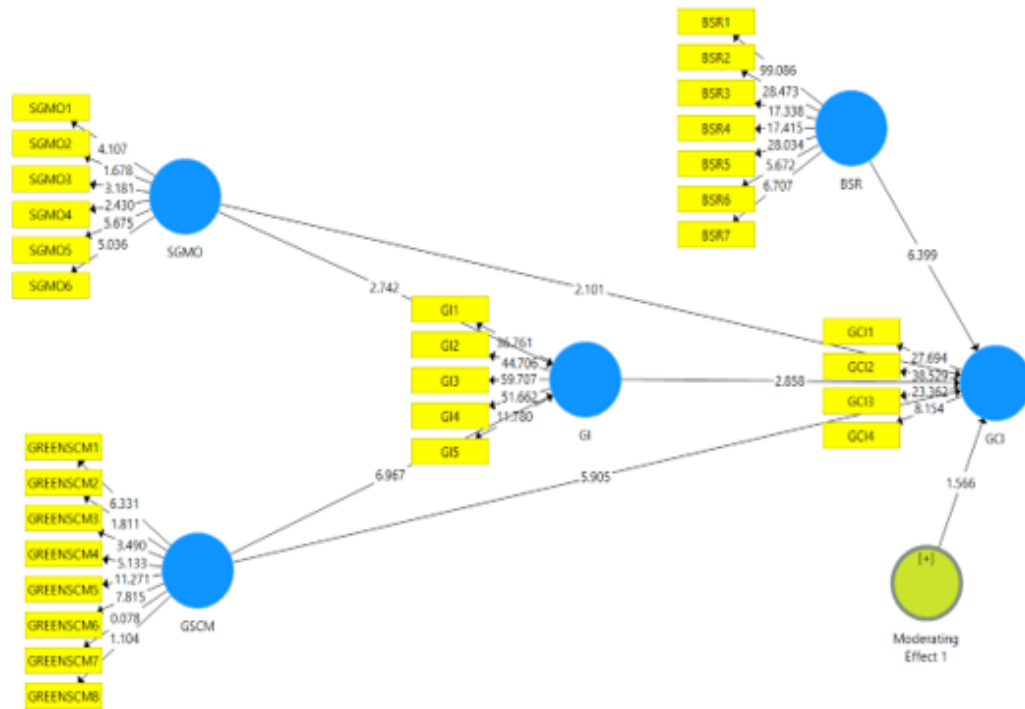 BSR1
BSR2
BSR3
BSR4
BSR5
BSR6
BSR7
99.086
28.473
17.338
17.415
28.034
5.672
6.707
BSR
6.399
SGMO1
SGMO2
SGMO3
SGMO4
SGMO5
SGMO6
4.107
1.678
3.181
2.430
5.675
5.036
SGMO
2.742
2.101
GI1
GI2
GI3
GI4
GI5
36.761
44.706
59.707
51.662
11.780
GI
2.858
GCI1
GCI2
GCI3
GCI4
27.694
38.529
23.362
8.154
GCI
GREENSCM1
GREENSCM2
GREENSCM3
GREENSCM4
GREENSCM5
GREENSCM6
GREENSCM7
GREENSCM8
6.331
1.811
3.490
5.133
11.271
7.815
0.078
1.104
GSCM
6.967
5.905
1.566
[+]
Moderating
Effect 1